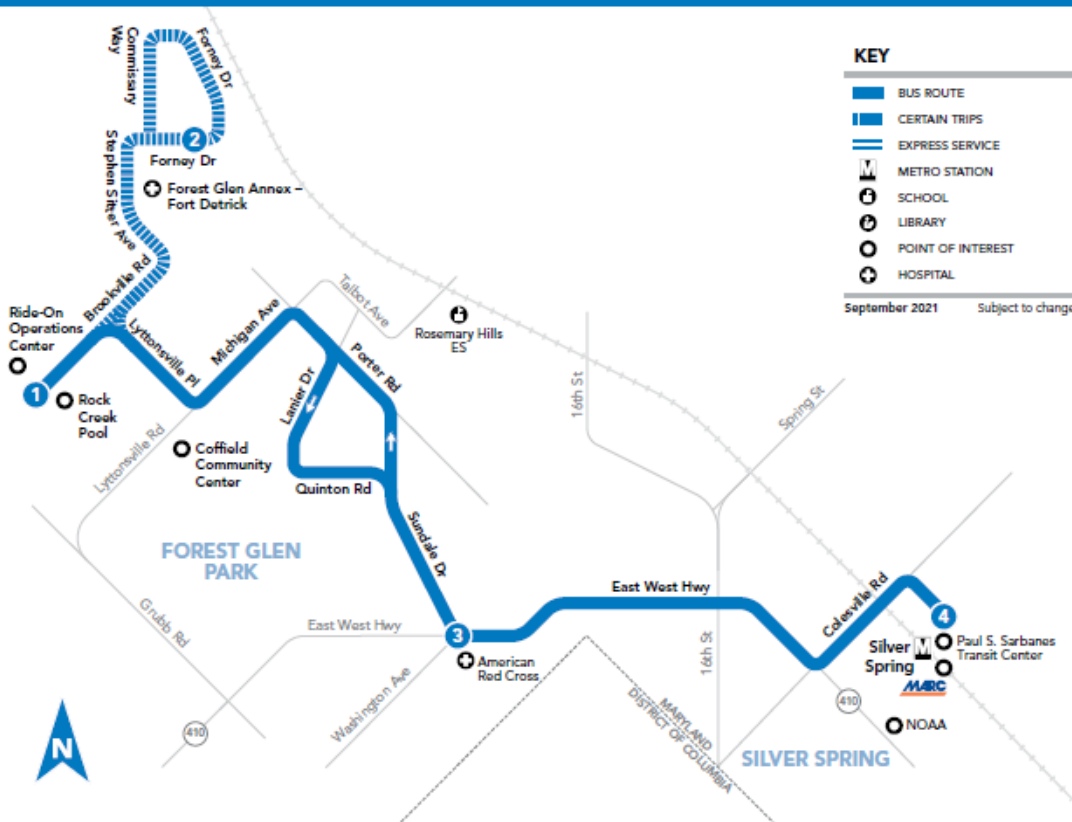 Commissary
Way
Forney Dr
2
Forney Dr
Stephen Sitter Ave
Forest Glen Annex –
Fort Detrick
Brookville Rd
Ride-On
Operations
Center
1
Rock
Creek
Pool
Lyttonsville Pl
Michigan Ave
Talbot Ave
Rosemary Hills
ES
Porter Rd
Lanier Dr
Lyttonsville Rd
Coffield
Community
Center
Quinton Rd
16th St
Spring St
FOREST GLEN
PARK
Sundale Dr
Grubb Rd
East West Hwy
East West Hwy
3
American
Red Cross
Washington Ave
410
16th St
Colesville Rd
4
Silver
Spring
M
Paul S. Sarbanes
Transit Center
MARC
410
NOAA
MARYLAND
DISTRICT OF COLUMBIA
SILVER SPRING
N
KEY
BUS ROUTE
CERTAIN TRIPS
EXPRESS SERVICE
M METRO STATION
SCHOOL
LIBRARY
POINT OF INTEREST
HOSPITAL
September 2021 Subject to change